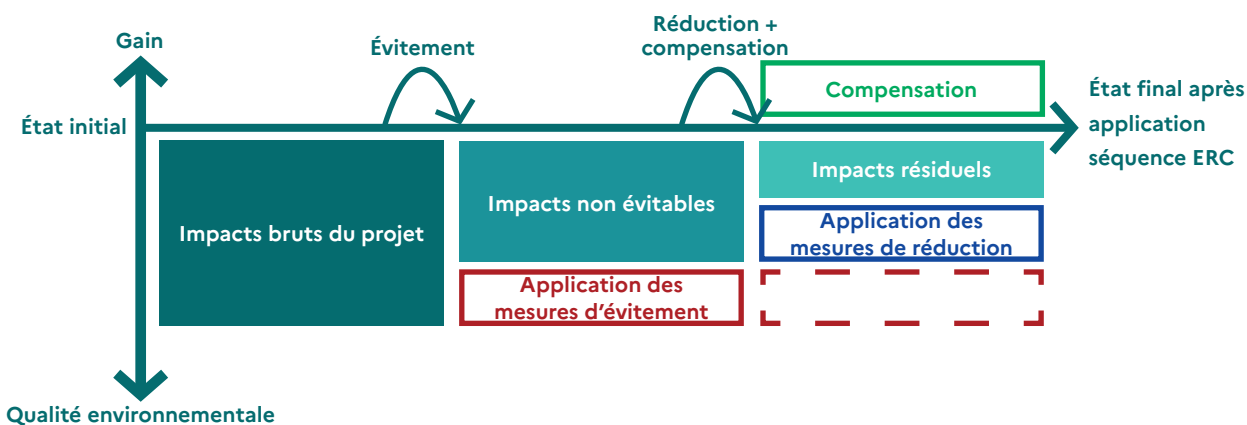 Gain
Évitement
Réduction +
compensation
Compensation
État final après
application
séquence ERC
État initial
Impacts bruts du projet
Impacts non évitables
Impacts résiduels
Application des
mesures de réduction
Application des
mesures d’évitement
Qualité environnementale